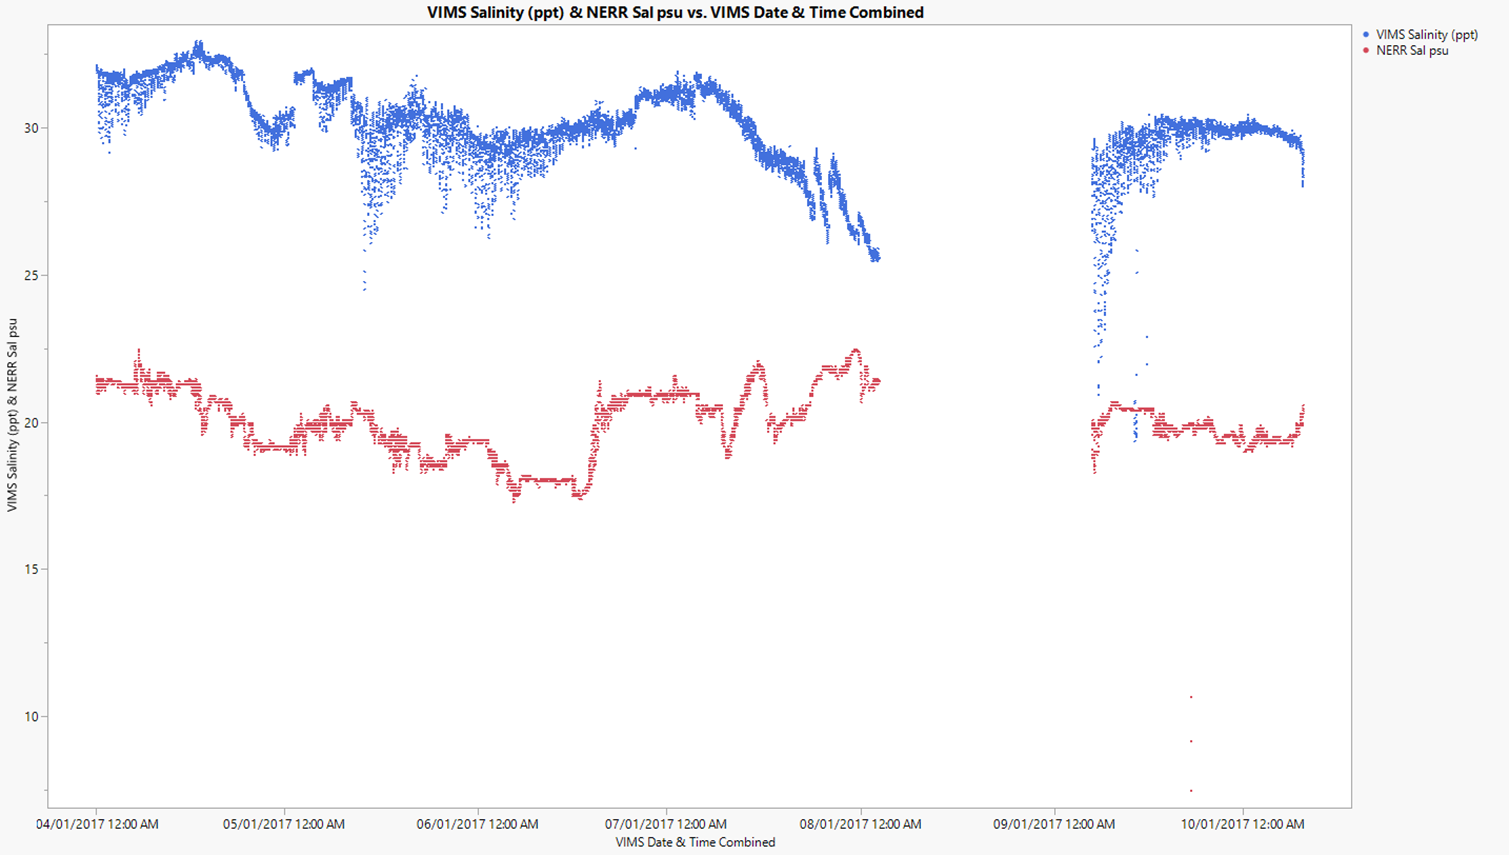 VIMS Salinity (ppt) & NERR Sal psu vs. VIMS Date & Time Combined
VIMS Salinity (ppt)
NERR Sal psu
VIMS Salinity (ppt) & NERR Sal psu
30
25
20
15
10
04/01/2017 12:00 AM
05/01/2017 12:00 AM
06/01/2017 12:00 AM
07/01/2017 12:00 AM
08/01/2017 12:00 AM
09/01/2017 12:00 AM
10/01/2017 12:00 AM
VIMS Date & Time Combined